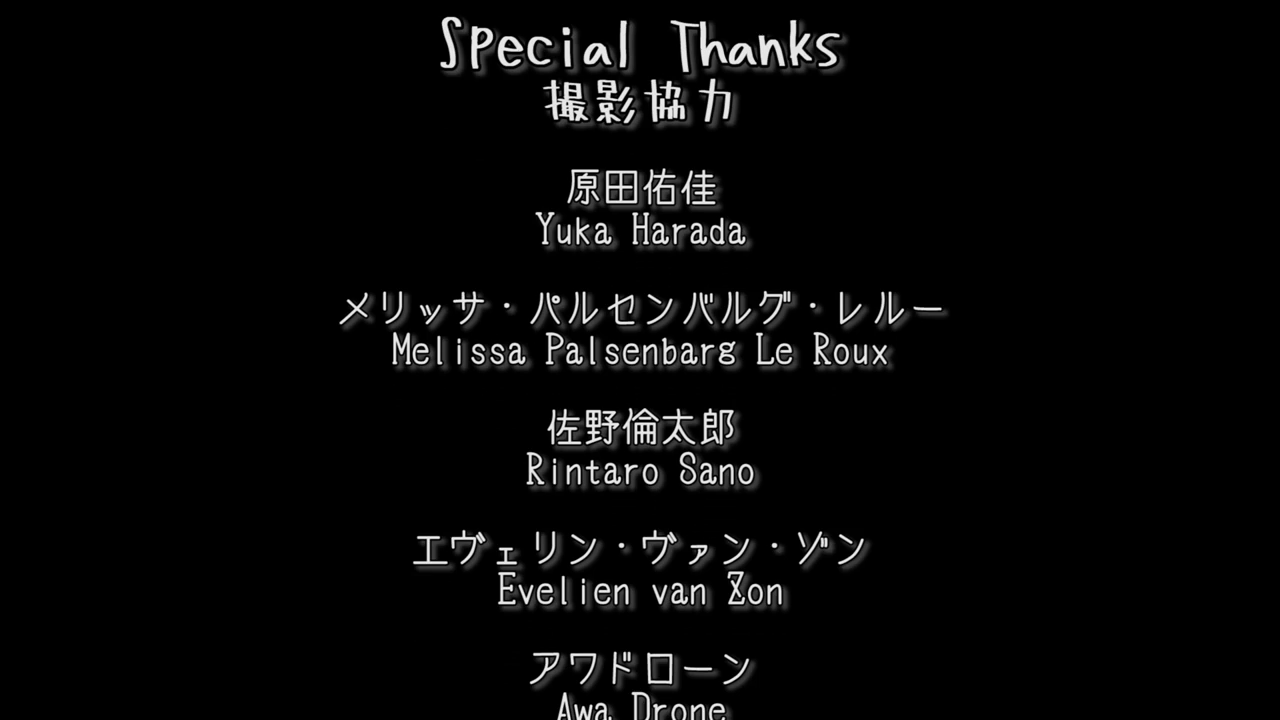 Special Thanks
撮影協力
原田佑佳
Yuka Harada
メリッサ・パルセンバルグ・レルー
Melissa Palsenbarg Le Roux
佐野倫太郎
Rintaro Sano
エヴェリン・ヴァン・ゾン
Evelien van Zon
アワドローン
Awa Drone